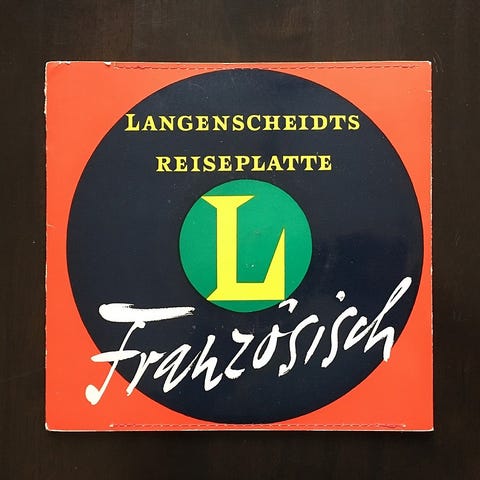 LANGENSCHEIDTS
REISEPLATTE
L
Französisch